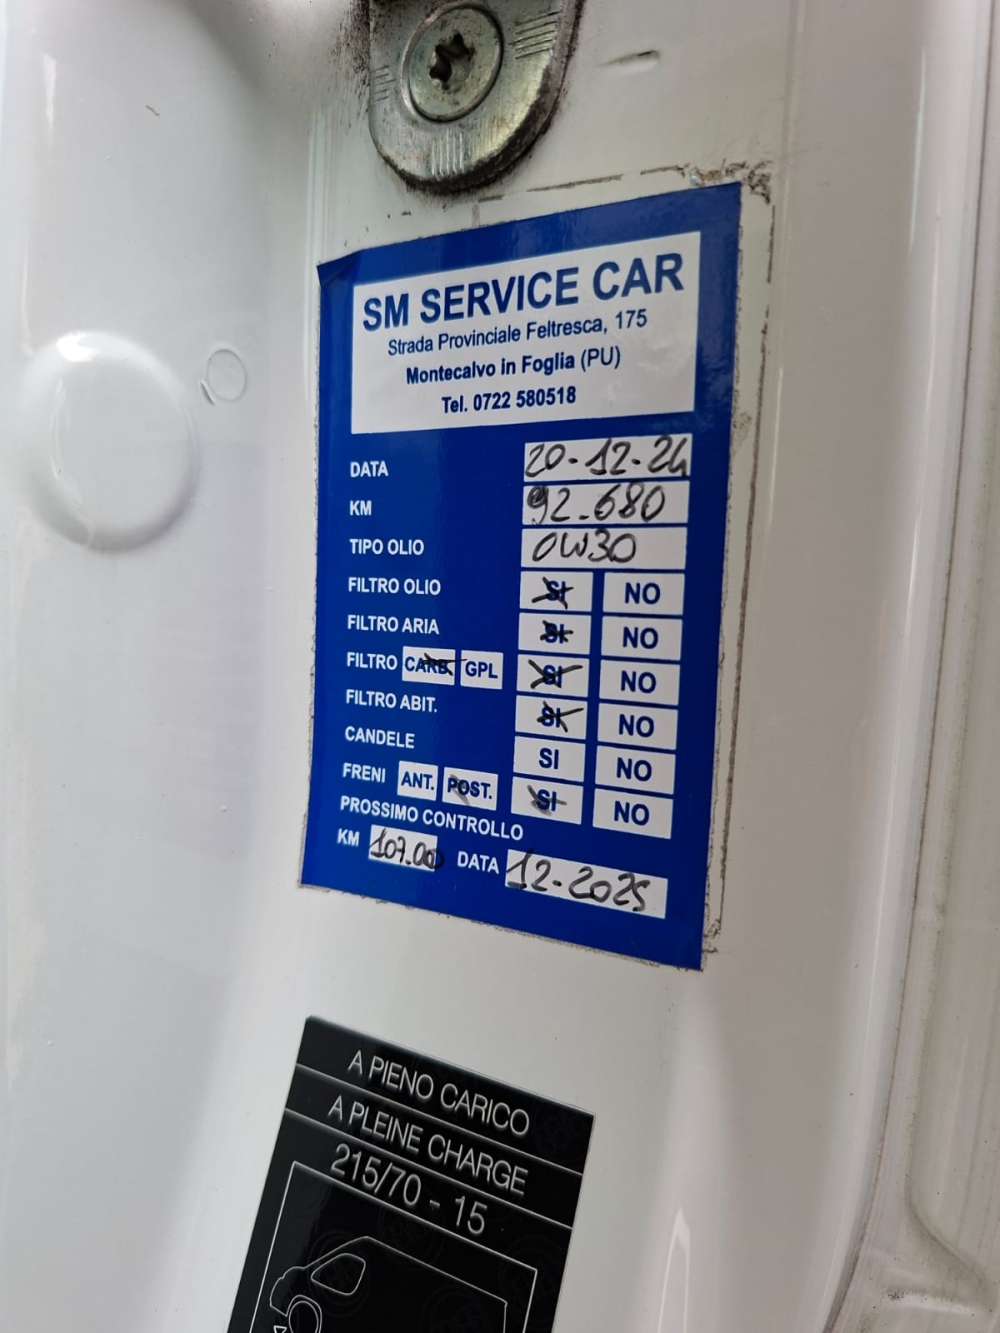 SM SERVICE CAR
Strada Provinciale Feltresca, 175
Montecalvo in Foglia (PU)
Tel. 0722 580518
DATA 20-12-24
KM 92.680
TIPO OLIO 0W30
FILTRO OLIO SI NO
FILTRO ARIA SI NO
FILTRO CARB GPL SI NO
FILTRO ABIT. SI NO
CANDELE SI NO
FRENI ANT. POST. SI NO
PROSSIMO CONTROLLO
KM 107.000 DATA 12-2025
A PIENO CARICO
A PLEINE CHARGE
215/70 - 15